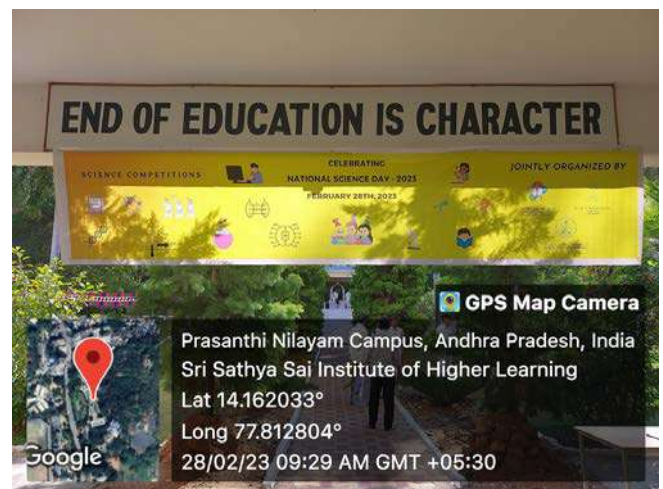 END OF EDUCATION IS CHARACTER
SCIENCE COMPETITIONS
CELEBRATING
NATIONAL SCIENCE DAY - 2023
FEBRUARY 28TH, 2023
JOINTLY ORGANIZED BY
GPS Map Camera
Prasanthi Nilayam Campus, Andhra Pradesh, India
Sri Sathya Sai Institute of Higher Learning
Lat 14.162033°
Long 77.812804°
28/02/23 09:29 AM GMT +05:30
Google